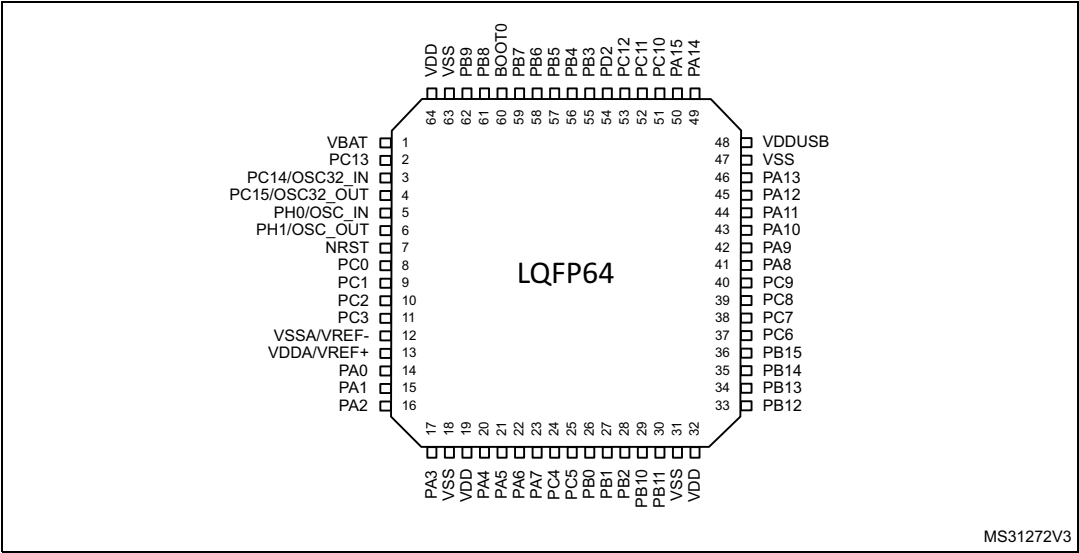 VDD
VSS
PB9
PB8
BOOT0
PB7
PB6
PB5
PB4
PB3
PD2
PC12
PC11
PC10
PA15
PA14
64
63
62
61
60
59
58
57
56
55
54
53
52
51
50
49
VBAT 1
PC13 2
PC14/OSC32_IN 3
PC15/OSC32_OUT 4
PH0/OSC_IN 5
PH1/OSC_OUT 6
NRST 7
PC0 8
PC1 9
PC2 10
PC3 11
VSSA/VREF- 12
VDDA/VREF+ 13
PA0 14
PA1 15
PA2 16
LQFP64
48 VDDUSB
47 VSS
46 PA13
45 PA12
44 PA11
43 PA10
42 PA9
41 PA8
40 PC9
39 PC8
38 PC7
37 PC6
36 PB15
35 PB14
34 PB13
33 PB12
17
18
19
20
21
22
23
24
25
26
27
28
29
30
31
32
PA3
VSS
VDD
PA4
PA5
PA6
PA7
PC4
PC5
PB0
PB1
PB2
PB10
PB11
VSS
VDD
MS31272V3